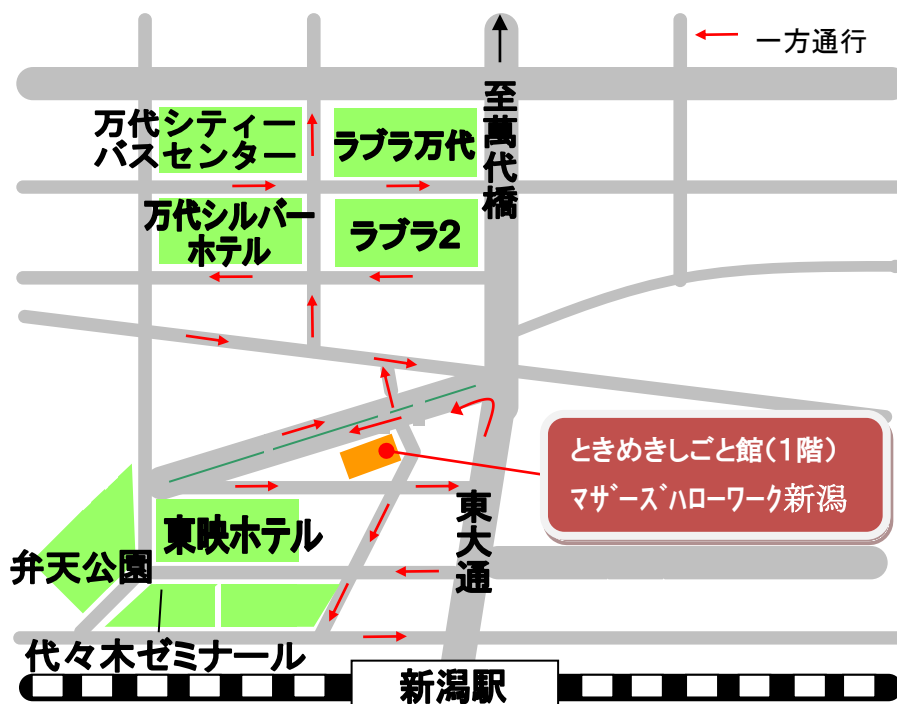 一方通行
至萬代橋
万代シティー
バスセンター
ラブラ万代
万代シルバー
ホテル
ラブラ2
ときめきしごと館(1階)
マザーズハローワーク新潟
東大通
東映ホテル
弁天公園
代々木ゼミナール
新潟駅